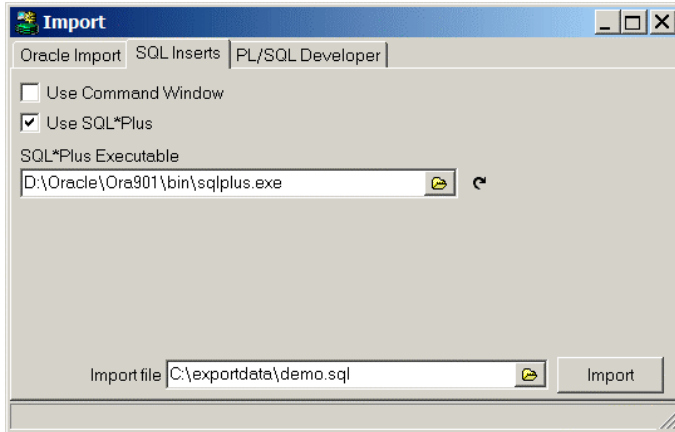 Import
Oracle Import SQL Inserts PL/SQL Developer
Use Command Window
Use SQL*Plus
SQL*Plus Executable
D:\Oracle\Ora901\bin\sqlplus.exe
Import file C:\exportdata\demo.sql Import